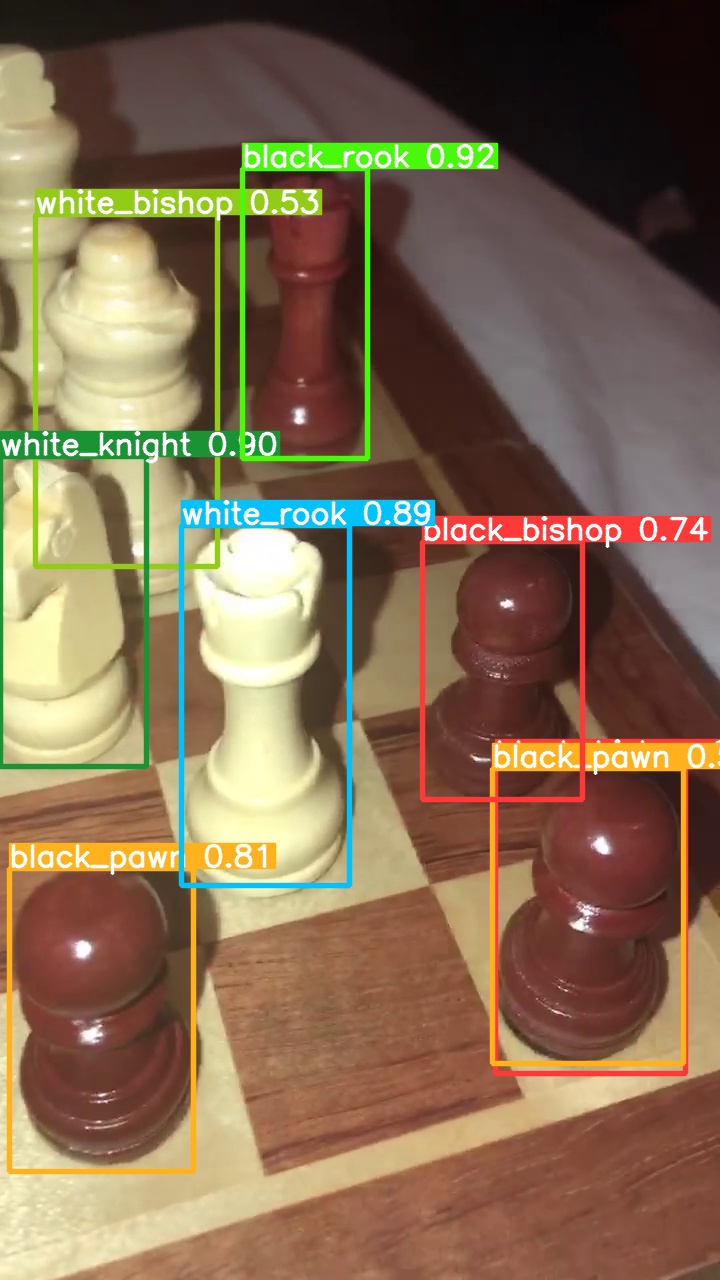 black_rook 0.92
white_bishop 0.53
white_knight 0.90
white_rook 0.89
black_bishop 0.74
black_pawn
black_pawn 0.81